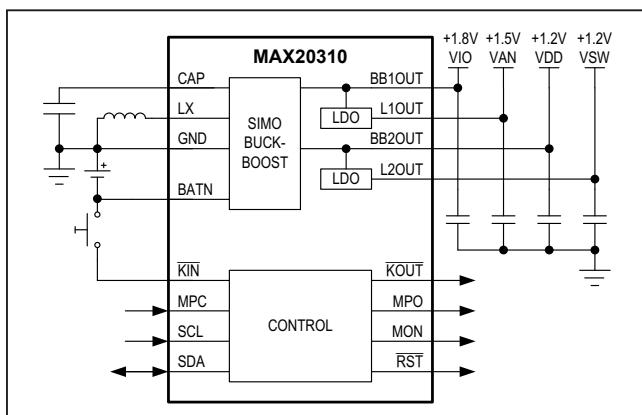 MAX20310
+1.8V +1.5V +1.2V +1.2V
VIO VAN VDD VSW
CAP
LX
GND
BATN
SIMO
BUCK-
BOOST
LDO
LDO
BB1OUT
L1OUT
BB2OUT
L2OUT
+
KIN
MPC
SCL
SDA
CONTROL
KOUT
MPO
MON
RST